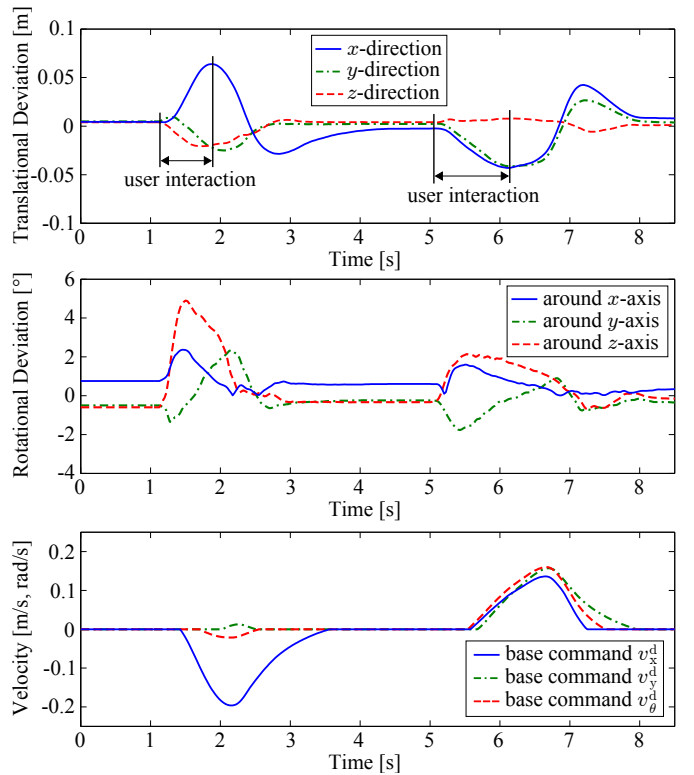 Translational Deviation [m]
0.1
0.05
0
-0.05
-0.1
x-direction
y-direction
z-direction
user interaction
user interaction
0 1 2 3 4 5 6 7 8
Time [s]
Rotational Deviation [°]
6
4
2
0
-2
-4
around x-axis
around y-axis
around z-axis
0 1 2 3 4 5 6 7 8
Time [s]
Velocity [m/s, rad/s]
0.2
0.1
0
-0.1
-0.2
base command v_x^d
base command v_y^d
base command v_θ^d
0 1 2 3 4 5 6 7 8
Time [s]